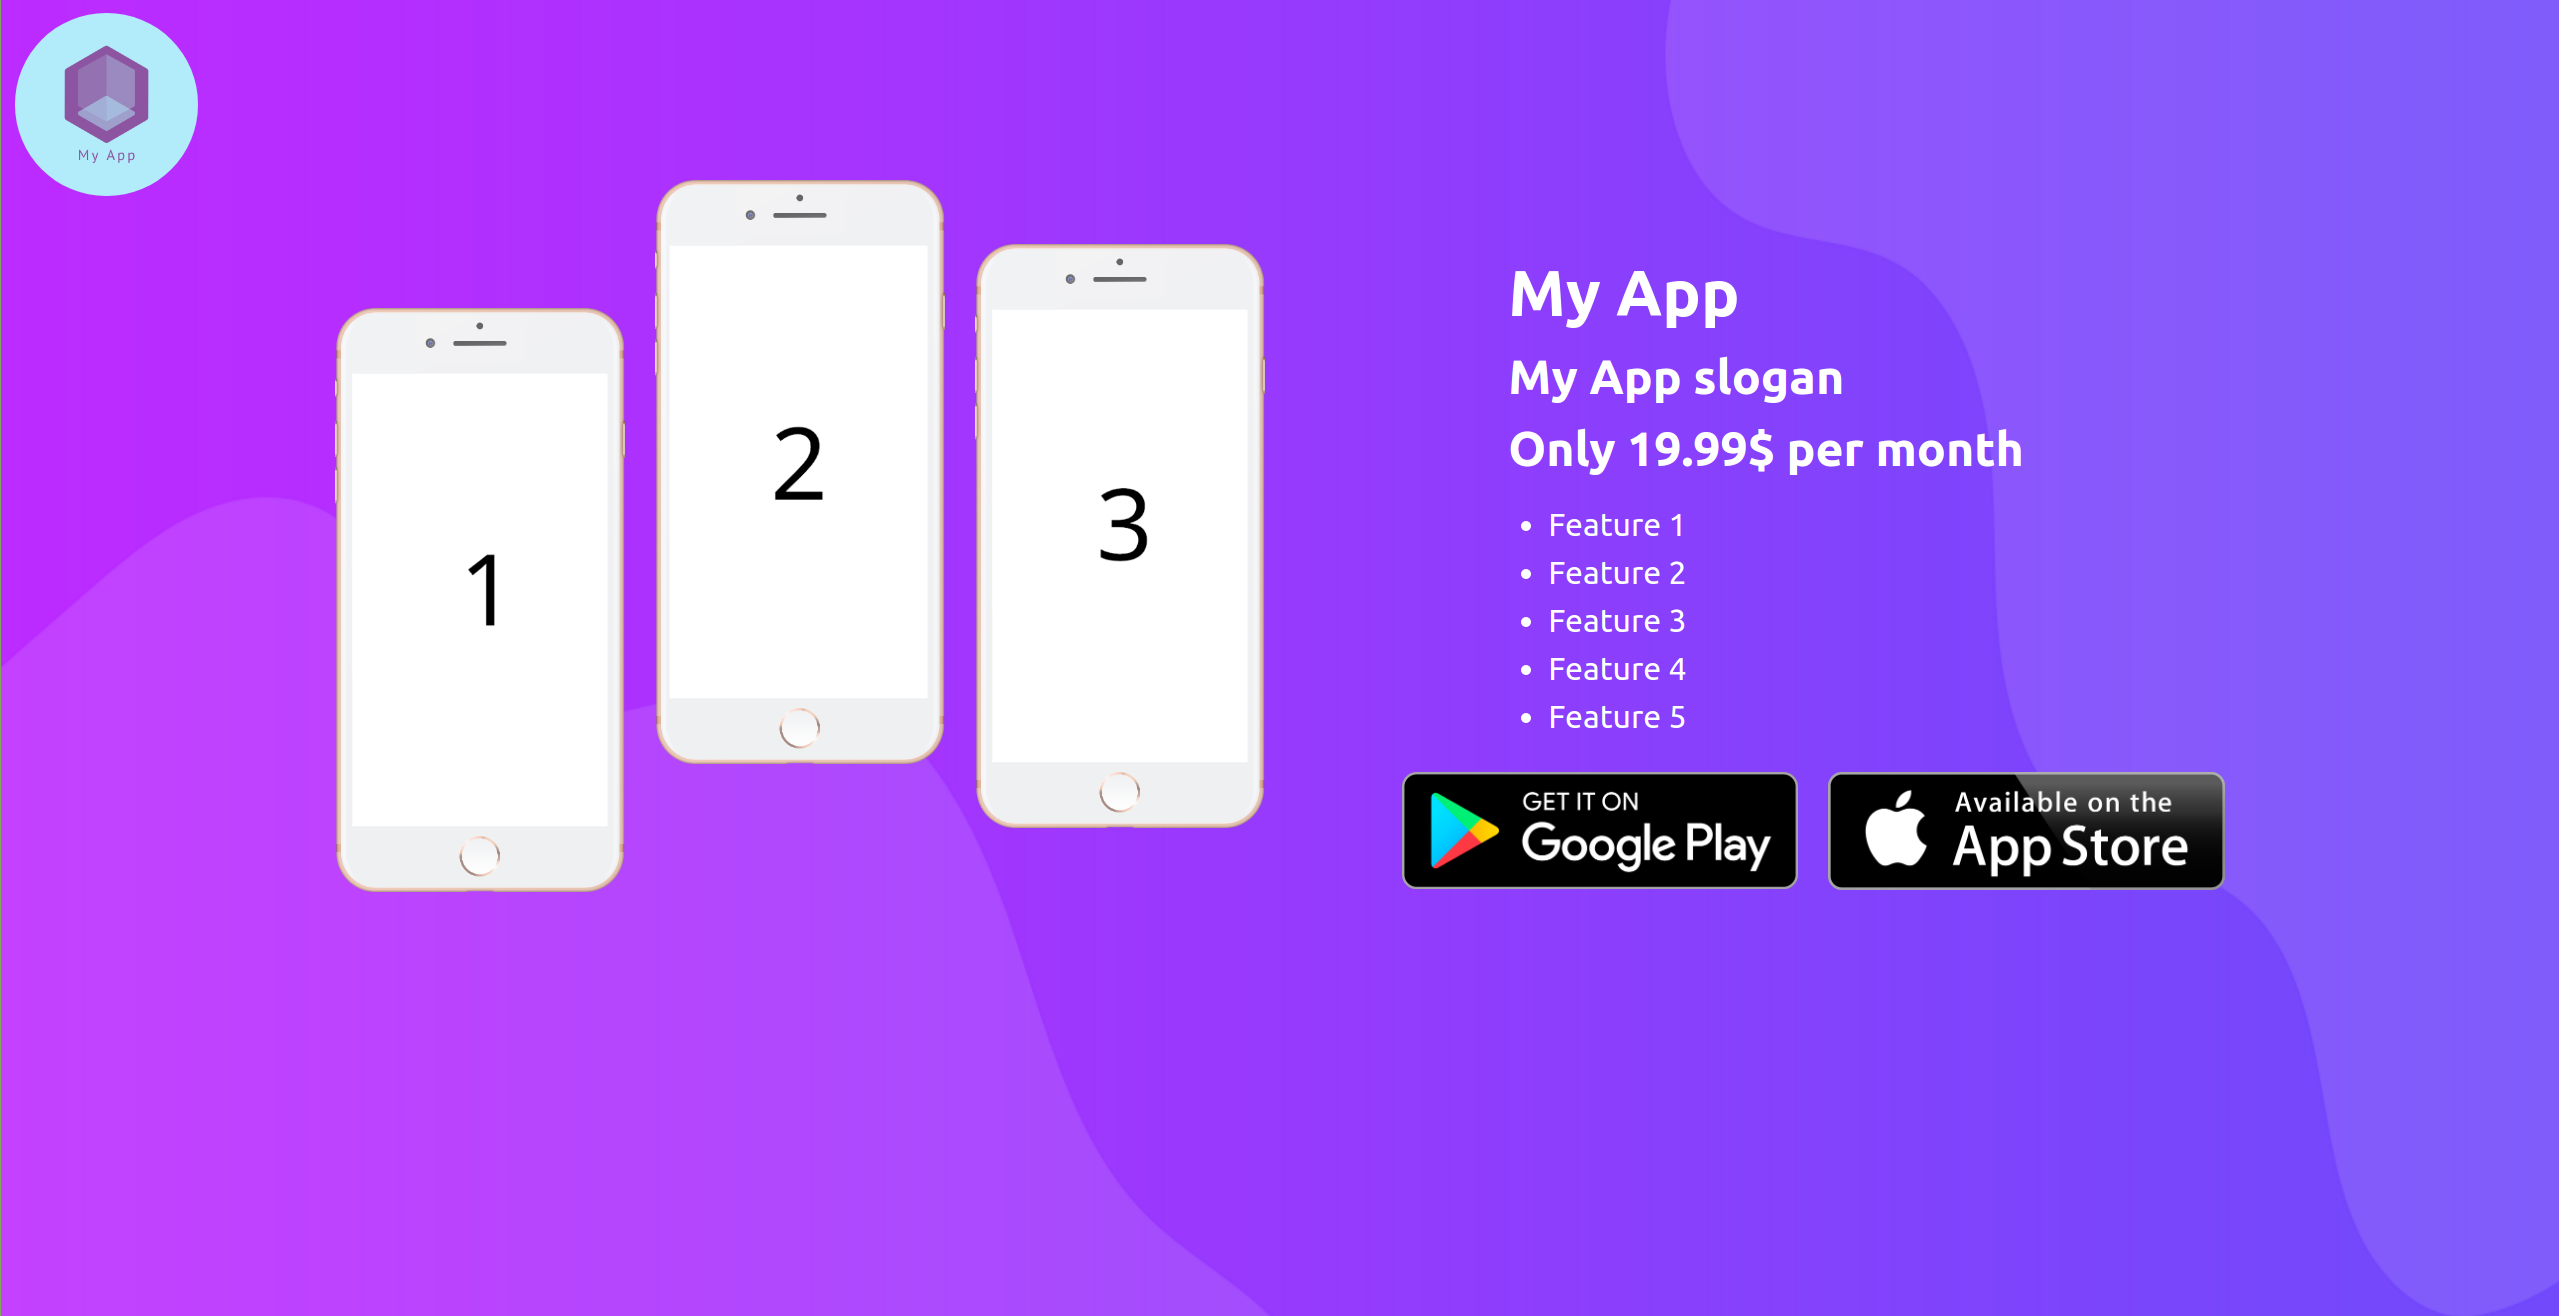 My App
1
2
3
My App
My App slogan
Only 19.99$ per month
Feature 1
Feature 2
Feature 3
Feature 4
Feature 5
GET IT ON
Google Play
Available on the
App Store